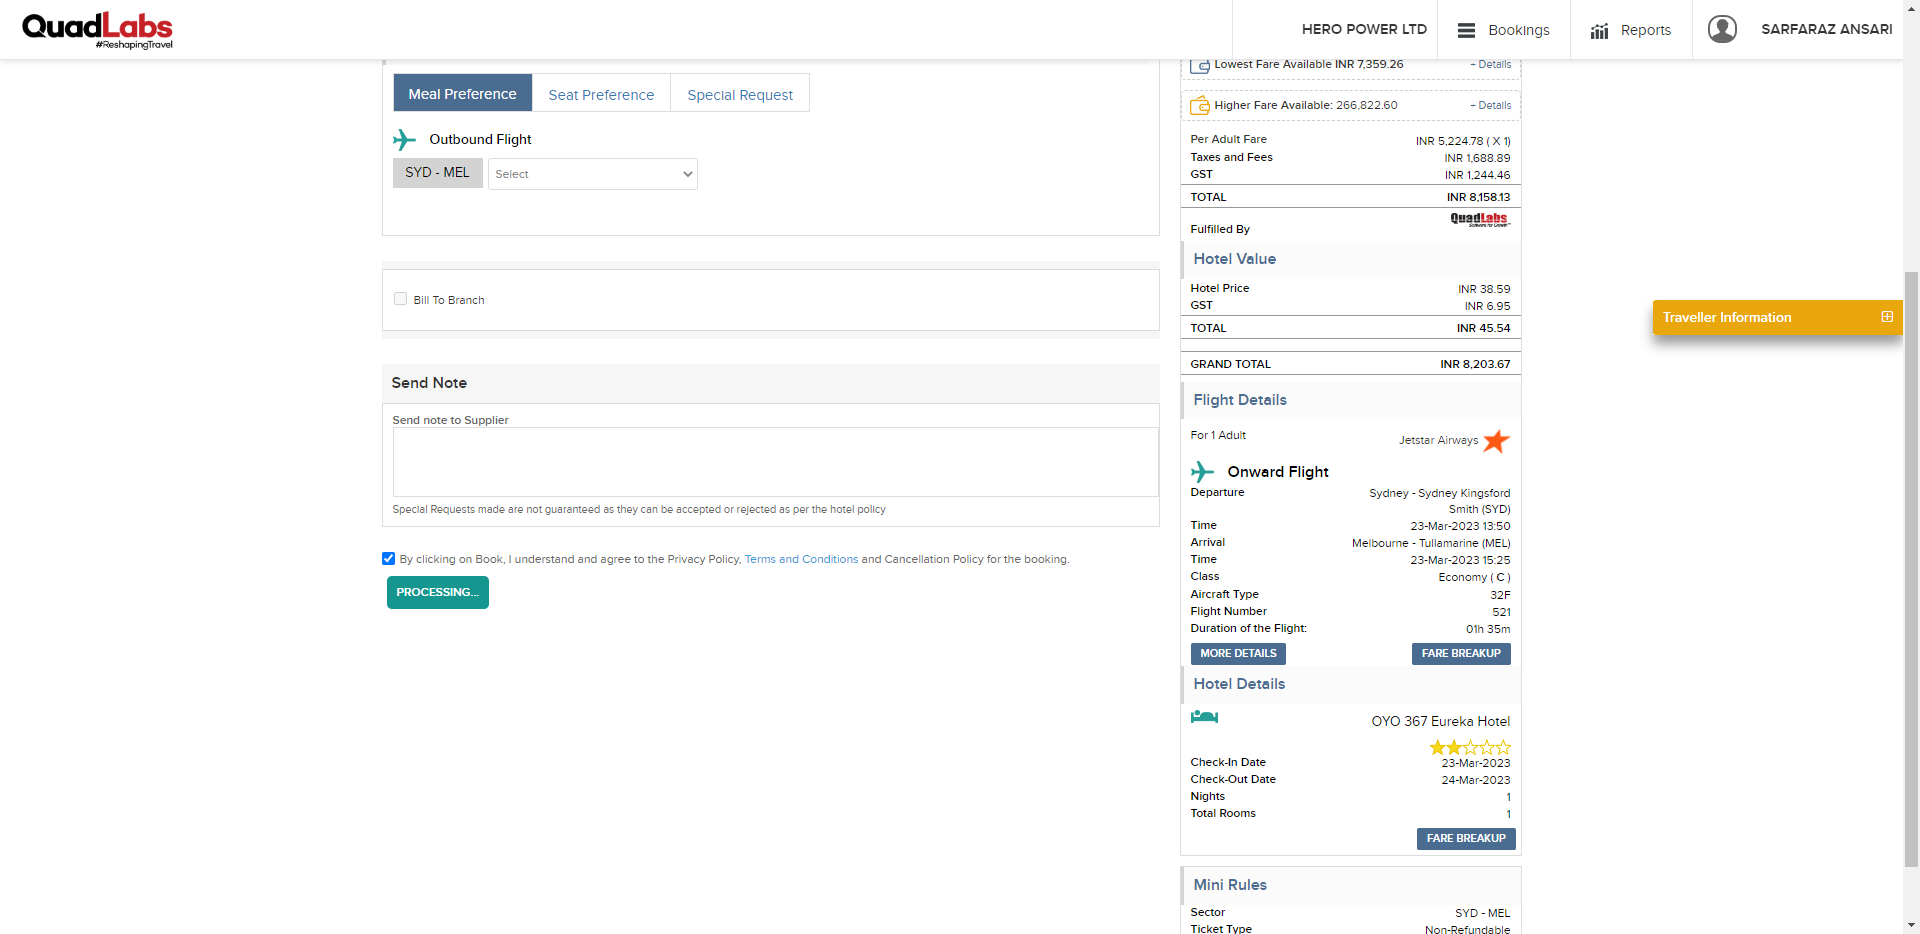 QuadLabs
#ReshapingTravel
HERO POWER LTD
Bookings
Reports
SARFARAZ ANSARI
Meal Preference
Seat Preference
Special Request
Outbound Flight
SYD - MEL
Select
Bill To Branch
Send Note
Send note to Supplier
Special Requests made are not guaranteed as they can be accepted or rejected as per the hotel policy
By clicking on Book, I understand and agree to the Privacy Policy, Terms and Conditions and Cancellation Policy for the booking.
PROCESSING...
Lowest Fare Available INR 7,359.26 + Details
Higher Fare Available: 266,822.60 + Details
Per Adult Fare INR 5,224.78 ( X 1)
Taxes and Fees INR 1,688.89
GST INR 1,244.46
TOTAL INR 8,158.13
Fulfilled By QuadLabs
Hotel Value
Hotel Price INR 38.59
GST INR 6.95
TOTAL INR 45.54
GRAND TOTAL INR 8,203.67
Flight Details
For 1 Adult Jetstar Airways
Onward Flight
Departure Sydney - Sydney Kingsford
Smith (SYD)
Time 23-Mar-2023 13:50
Arrival Melbourne - Tullamarine (MEL)
Time 23-Mar-2023 15:25
Class Economy ( C )
Aircraft Type 32F
Flight Number 521
Duration of the Flight: 01h 35m
MORE DETAILS FARE BREAKUP
Hotel Details
OYO 367 Eureka Hotel
Check-In Date 23-Mar-2023
Check-Out Date 24-Mar-2023
Nights 1
Total Rooms 1
FARE BREAKUP
Mini Rules
Sector SYD - MEL
Ticket Type Non-Refundable
Traveller Information